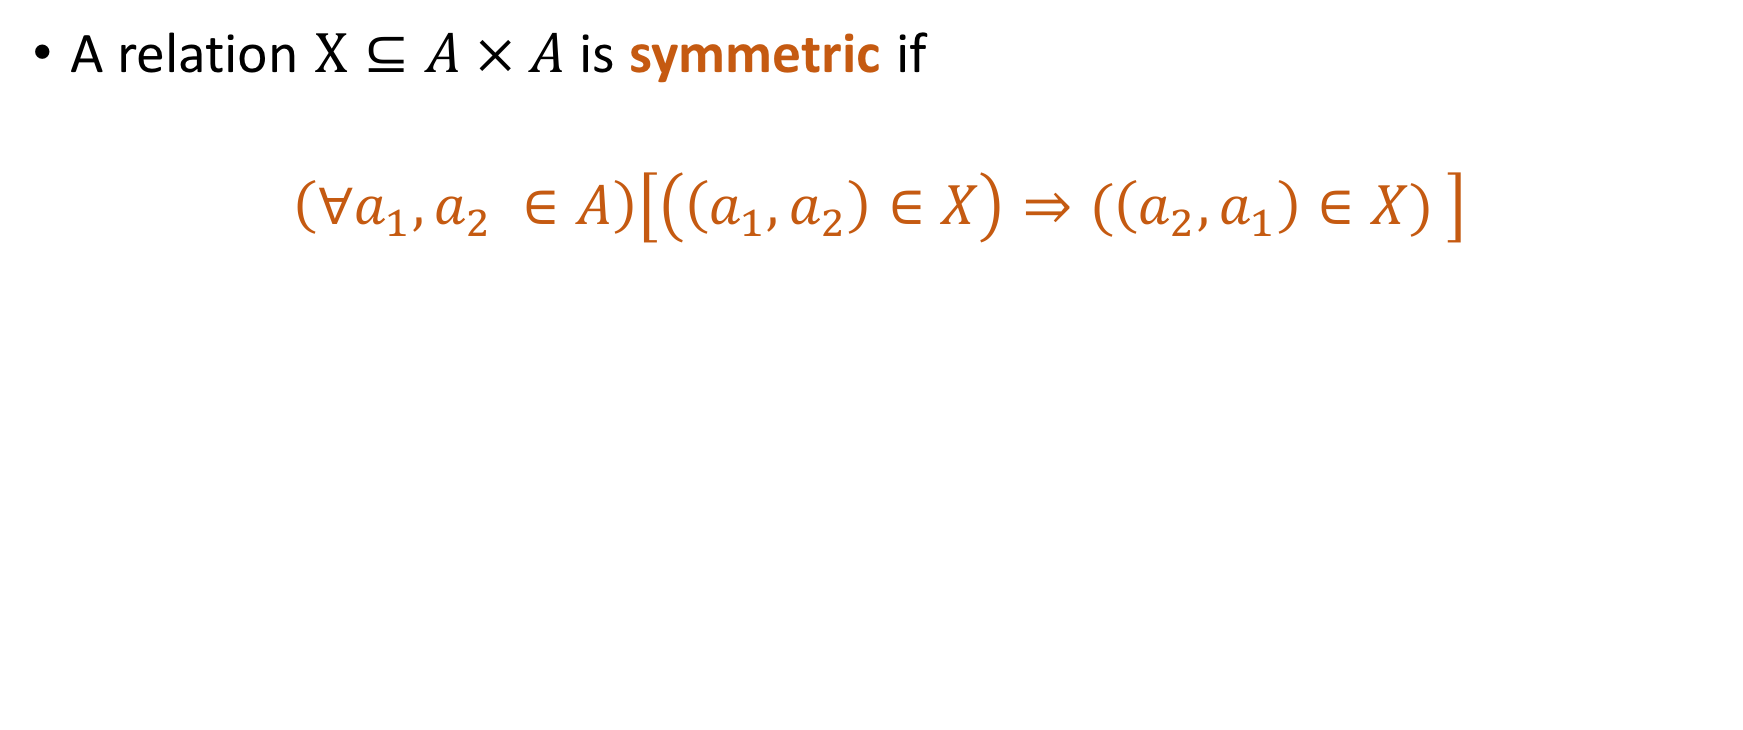 • A relation X ⊆ A × A is symmetric if
(∀a₁, a₂ ∈ A)[((a₁, a₂) ∈ X) ⇒ ((a₂, a₁) ∈ X) ]